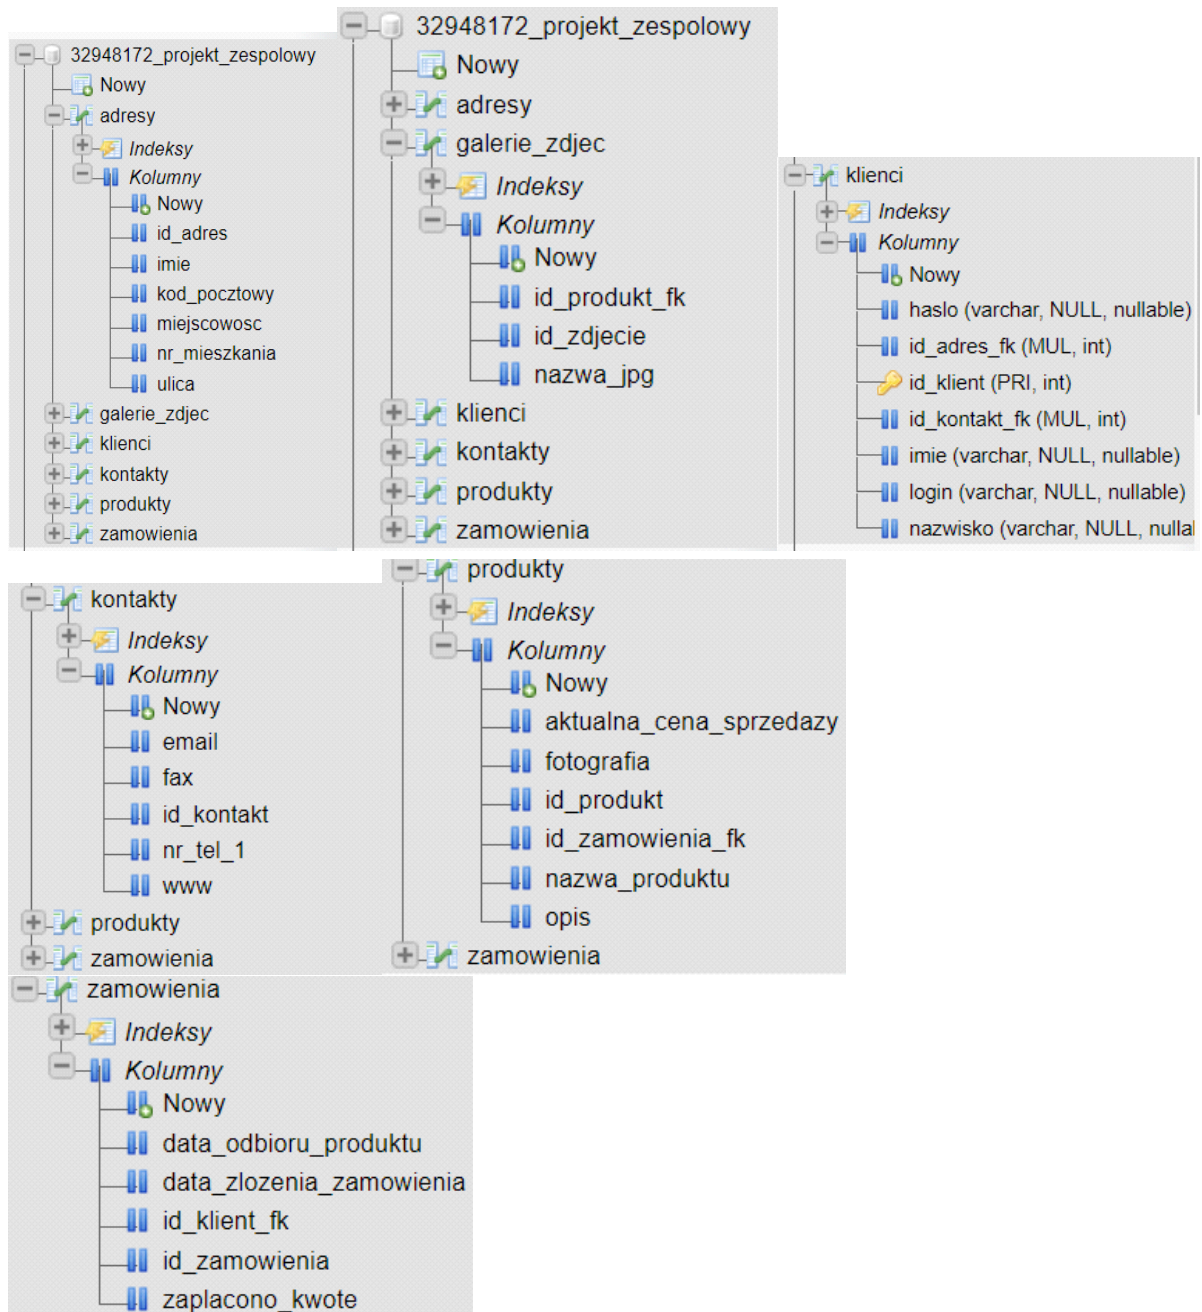 32948172_projekt_zespolowy
Nowy
adresy
Indeksy
Kolumny
Nowy
id_adres
imie
kod_pocztowy
miejscowosc
nr_mieszkania
ulica
galerie_zdjec
klienci
kontakty
produkty
zamowienia
32948172_projekt_zespolowy
Nowy
adresy
galerie_zdjec
Indeksy
Kolumny
Nowy
id_produkt_fk
id_zdjecie
nazwa_jpg
klienci
kontakty
produkty
zamowienia
klienci
Indeksy
Kolumny
Nowy
haslo (varchar, NULL, nullable)
id_adres_fk (MUL, int)
id_klient (PRI, int)
id_kontakt_fk (MUL, int)
imie (varchar, NULL, nullable)
login (varchar, NULL, nullable)
nazwisko (varchar, NULL, nulla
kontakty
Indeksy
Kolumny
Nowy
email
fax
id_kontakt
nr_tel_1
www
produkty
zamowienia
produkty
Indeksy
Kolumny
Nowy
aktualna_cena_sprzedazy
fotografia
id_produkt
id_zamowienia_fk
nazwa_produktu
opis
zamowienia
zamowienia
Indeksy
Kolumny
Nowy
data_odbioru_produktu
data_zlozenia_zamowienia
id_klient_fk
id_zamowienia
zaplacono_kwote